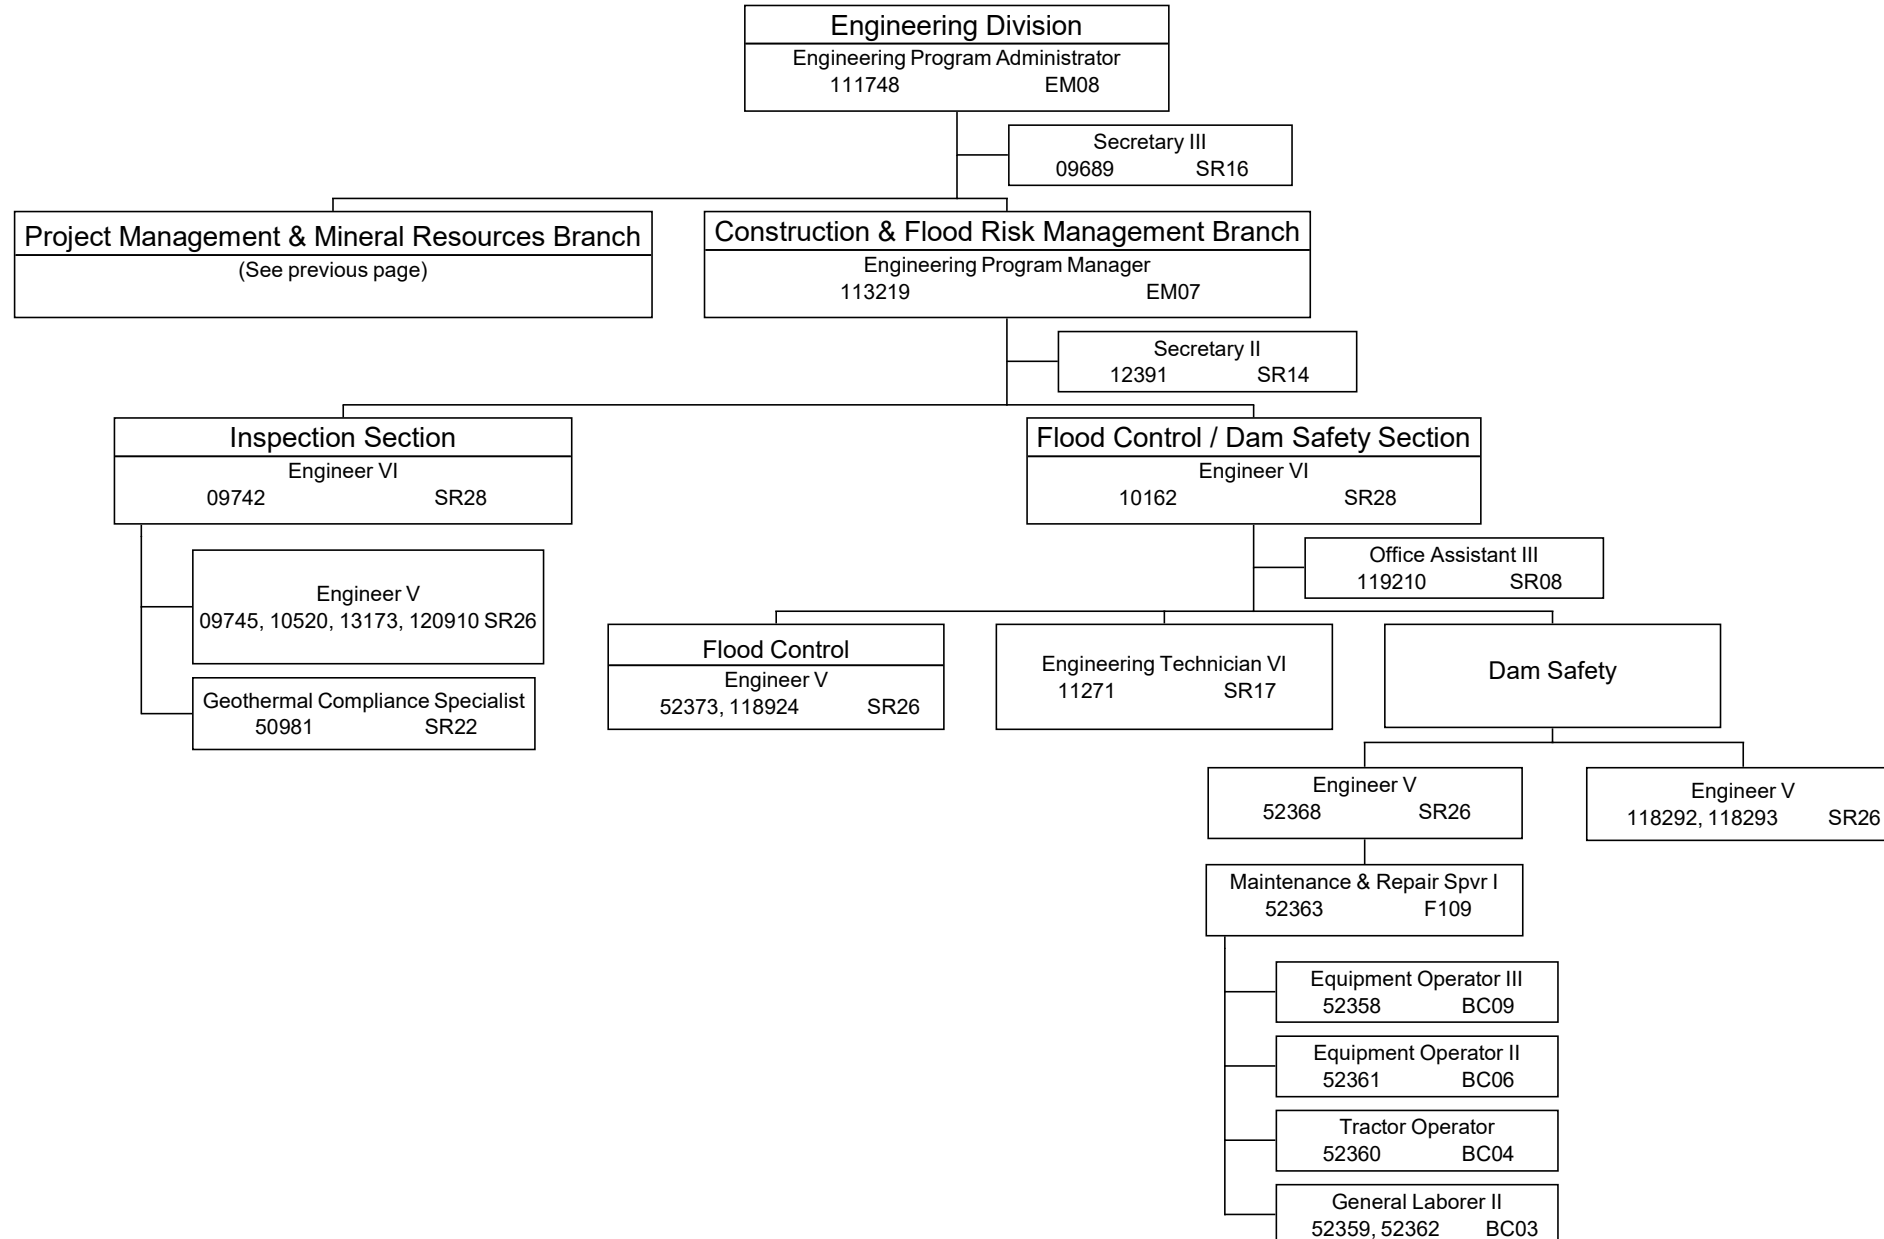 Engineering Division
Engineering Program Administrator
111748 EM08
Secretary III
09689 SR16
Project Management & Mineral Resources Branch
(See previous page)
Construction & Flood Risk Management Branch
Engineering Program Manager
113219 EM07
Secretary II
12391 SR14
Inspection Section
Engineer VI
09742 SR28
Engineer V
09745, 10520, 13173, 120910 SR26
Geothermal Compliance Specialist
50981 SR22
Flood Control / Dam Safety Section
Engineer VI
10162 SR28
Office Assistant III
119210 SR08
Flood Control
Engineer V
52373, 118924 SR26
Engineering Technician VI
11271 SR17
Dam Safety
Engineer V
52368 SR26
Engineer V
118292, 118293 SR26
Maintenance & Repair Spvr I
52363 F109
Equipment Operator III
52358 BC09
Equipment Operator II
52361 BC06
Tractor Operator
52360 BC04
General Laborer II
52359, 52362 BC03